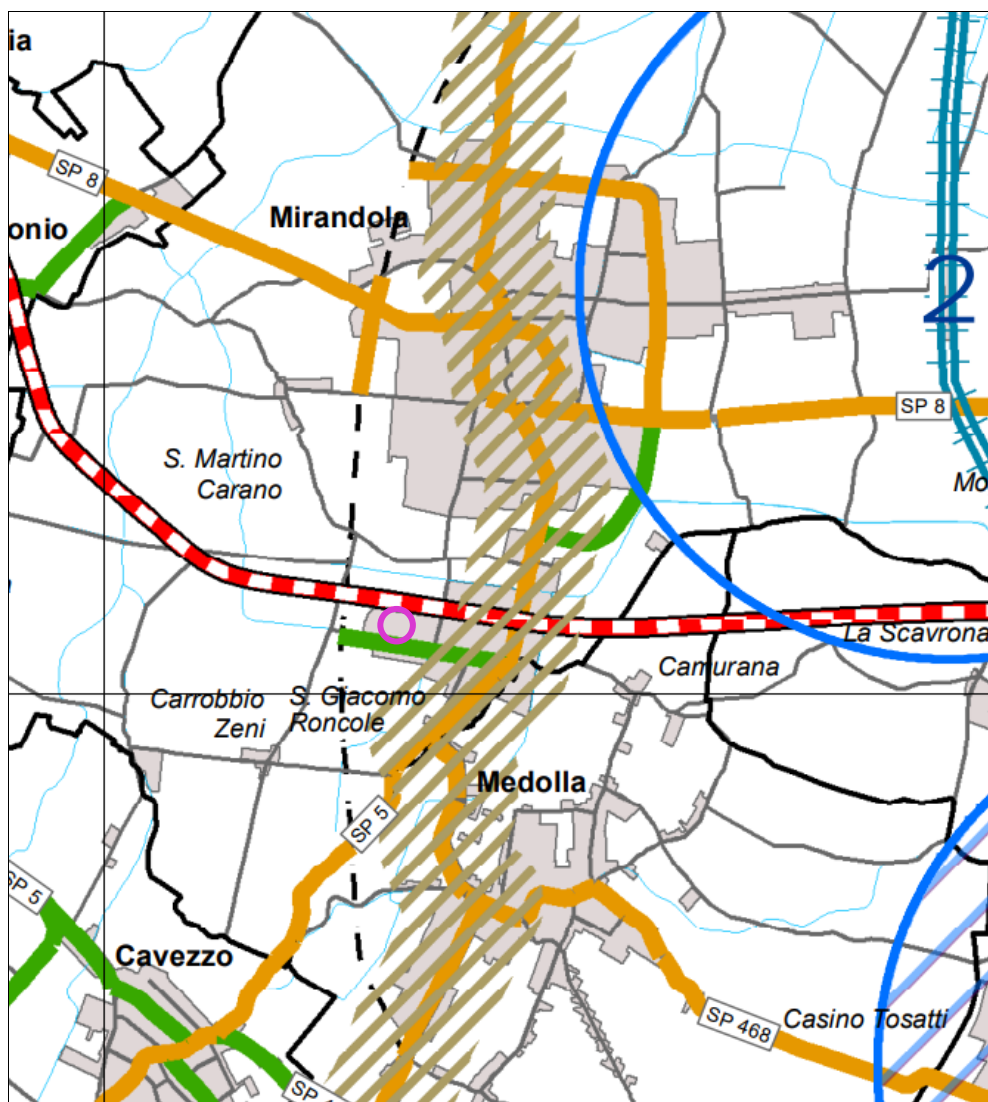 ia
SP 8
Mirandola
onio
2
SP 8
S. Martino
Carano
Mo
La Scavrona
Camurana
Carrobbio
Zeni
S. Giacomo
Roncole
Medolla
SP 5
SP 5
Cavezzo
SP 468
Casino Tosatti